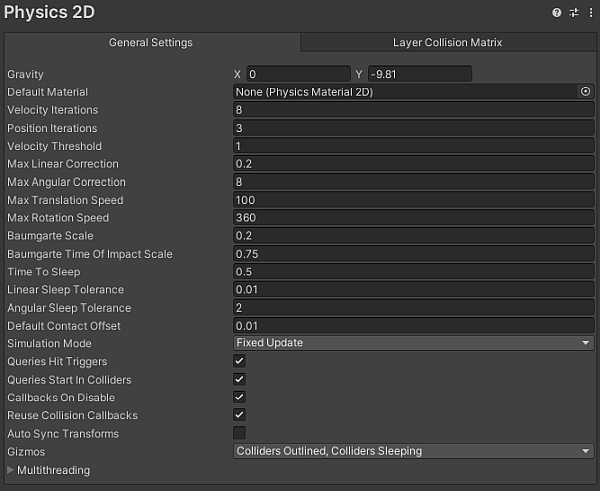 Physics 2D
General Settings Layer Collision Matrix
Gravity X 0 Y -9.81
Default Material None (Physics Material 2D)
Velocity Iterations 8
Position Iterations 3
Velocity Threshold 1
Max Linear Correction 0.2
Max Angular Correction 8
Max Translation Speed 100
Max Rotation Speed 360
Baumgarte Scale 0.2
Baumgarte Time Of Impact Scale 0.75
Time To Sleep 0.5
Linear Sleep Tolerance 0.01
Angular Sleep Tolerance 2
Default Contact Offset 0.01
Simulation Mode Fixed Update
Queries Hit Triggers
Queries Start In Colliders
Callbacks On Disable
Reuse Collision Callbacks
Auto Sync Transforms
Gizmos Colliders Outlined, Colliders Sleeping
Multithreading